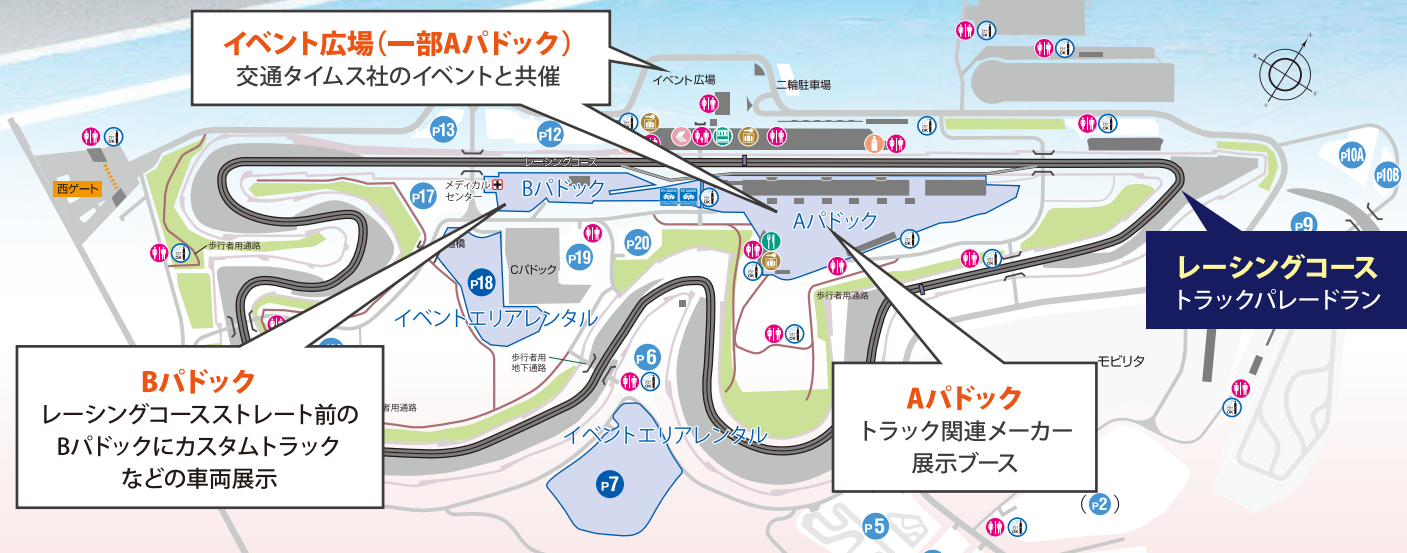 イベント広場(一部Aパドック)
交通タイムス社のイベントと共催
イベント広場
二輪駐車場
P13
P12
P10A
P10B
P9
西ゲート
レーシングコース
メディカル
センター
P17
Bパドック
Aパドック
歩行者用通路
P18
Cパドック
P19
P20
イベントエリアレンタル
歩行者用通路
レーシングコース
トラックパレードラン
歩行者用
地下通路
P6
モビリタ
Bパドック
レーシングコースストレート前の
Bパドックにカスタムトラック
などの車両展示
者用通路
イベントエリアレンタル
P7
Aパドック
トラック関連メーカー
展示ブース
(P2)
P5